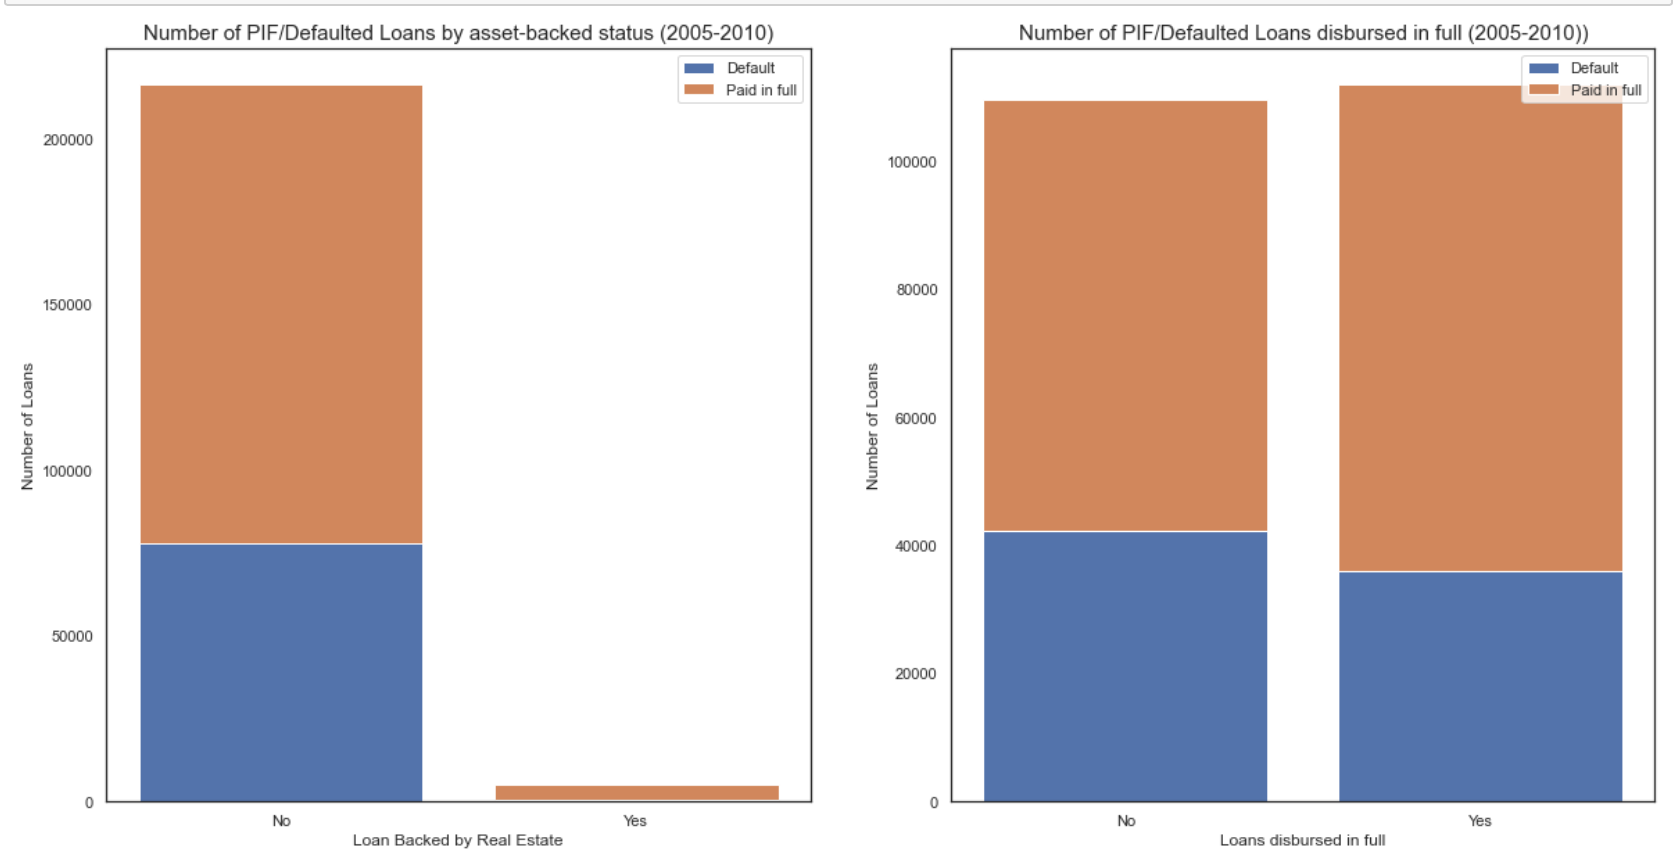 Number of PIF/Defaulted Loans by asset-backed status (2005-2010)
Default
Paid in full
200000
150000
100000
50000
0
Number of Loans
No
Yes
Loan Backed by Real Estate
Number of PIF/Defaulted Loans disbursed in full (2005-2010))
Default
Paid in full
100000
80000
60000
40000
20000
0
Number of Loans
No
Yes
Loans disbursed in full